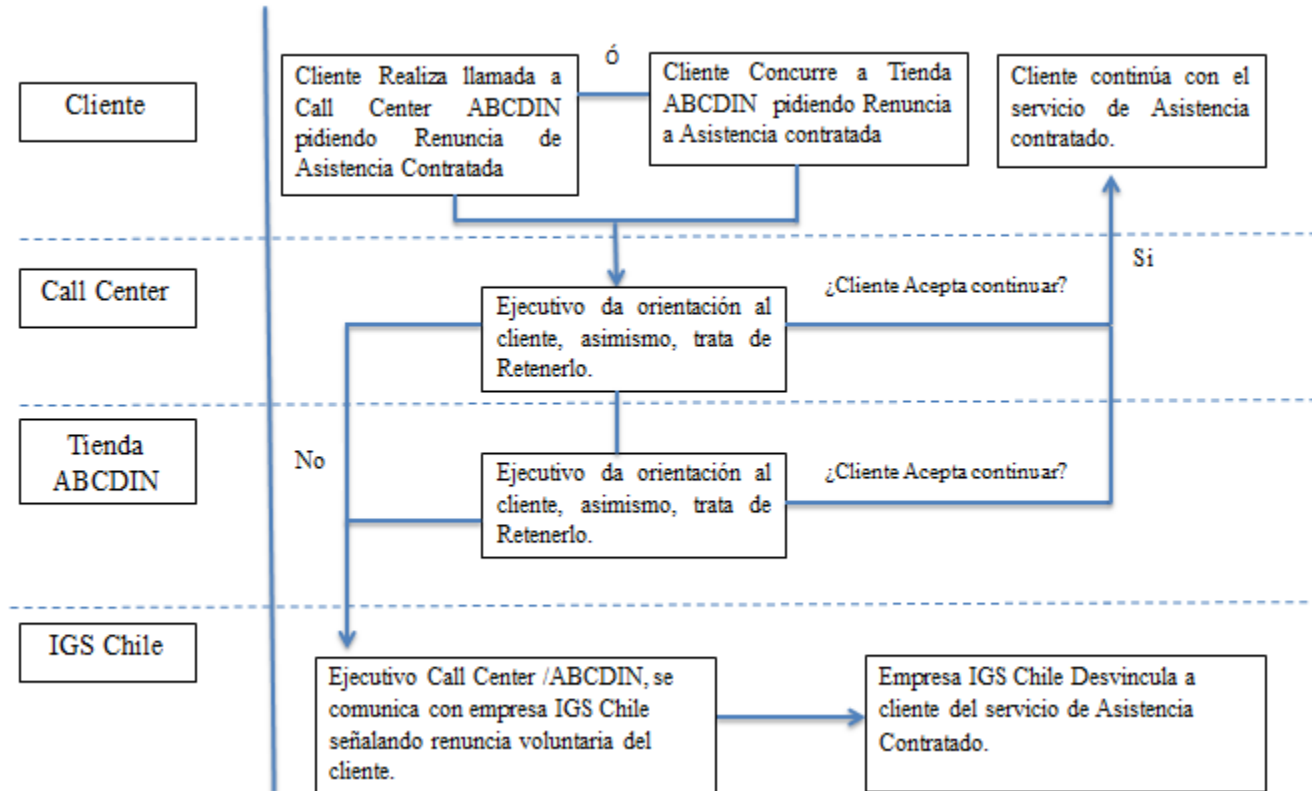 Cliente
Cliente Realiza llamada a
Call Center ABCDIN
pidiendo Renuncia de
Asistencia Contratada
Ó
Cliente Concurre a Tienda
ABCDIN pidiendo Renuncia
a Asistencia contratada
Cliente continúa con el
servicio de Asistencia
contratado.
Call Center
Ejecutivo da orientación al
cliente, asimismo, trata de
Retenerlo.
¿Cliente Acepta continuar?
Si
Tienda
ABCDIN
No
Ejecutivo da orientación al
cliente, asimismo, trata de
Retenerlo.
¿Cliente Acepta continuar?
IGS Chile
Ejecutivo Call Center /ABCDIN, se
comunica con empresa IGS Chile
señalando renuncia voluntaria del
cliente.
Empresa IGS Chile Desvincula a
cliente del servicio de Asistencia
Contratado.